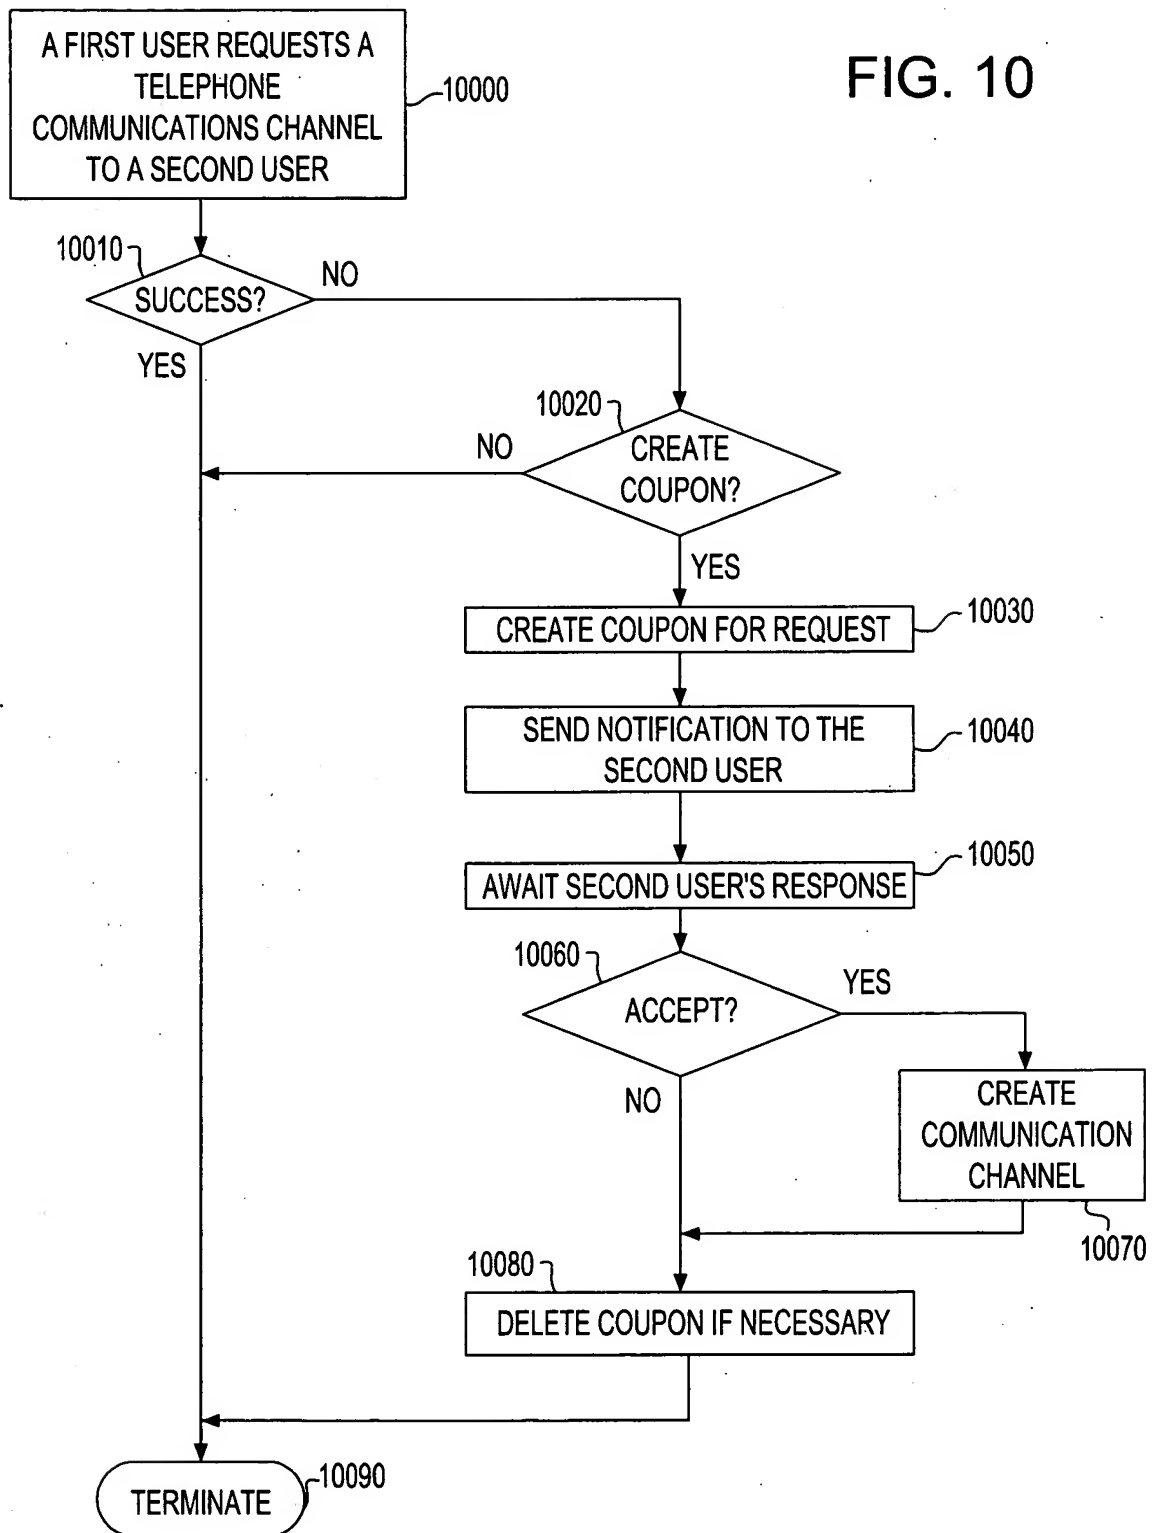 A FIRST USER REQUESTS A
TELEPHONE
COMMUNICATIONS CHANNEL
TO A SECOND USER
10000
FIG. 10
10010
SUCCESS?
NO
YES
10020
CREATE
COUPON?
NO
YES
CREATE COUPON FOR REQUEST
10030
SEND NOTIFICATION TO THE
SECOND USER
10040
AWAIT SECOND USER'S RESPONSE
10050
10060
ACCEPT?
YES
NO
CREATE
COMMUNICATION
CHANNEL
10070
10080
DELETE COUPON IF NECESSARY
TERMINATE
10090